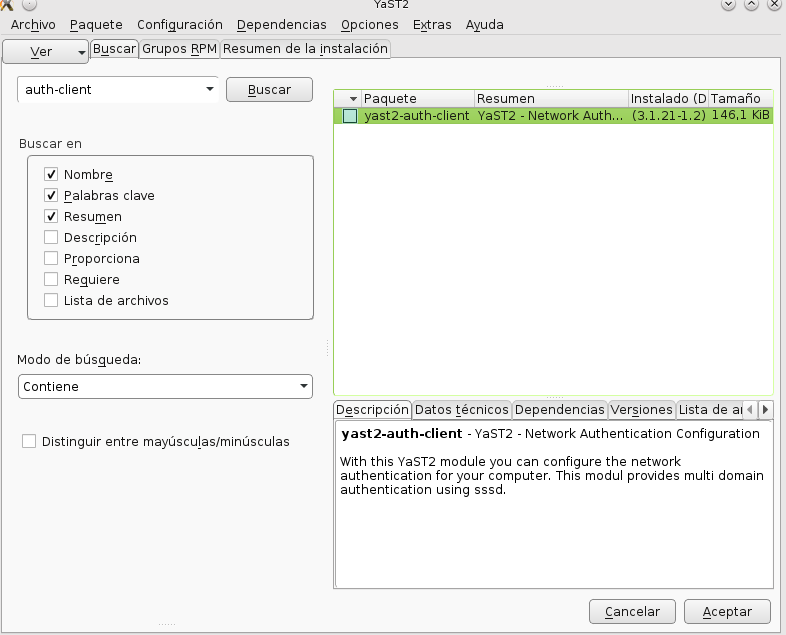 YaST2
Archivo Paquete Configuración Dependencias Opciones Extras Ayuda
Ver Buscar Grupos RPM Resumen de la instalación
auth-client Buscar
Buscar en
Nombre
Palabras clave
Resumen
Descripción
Proporciona
Requiere
Lista de archivos
Modo de búsqueda:
Contiene
Distinguir entre mayúsculas/minúsculas
Paquete Resumen Instalado (D Tamaño
yast2-auth-client YaST2 - Network Auth... (3.1.21-1.2) 146,1 KiB
Descripción Datos técnicos Dependencias Versiones Lista de ar
yast2-auth-client - YaST2 - Network Authentication Configuration
With this YaST2 module you can configure the network
authentication for your computer. This modul provides multi domain
authentication using sssd.
Cancelar Aceptar